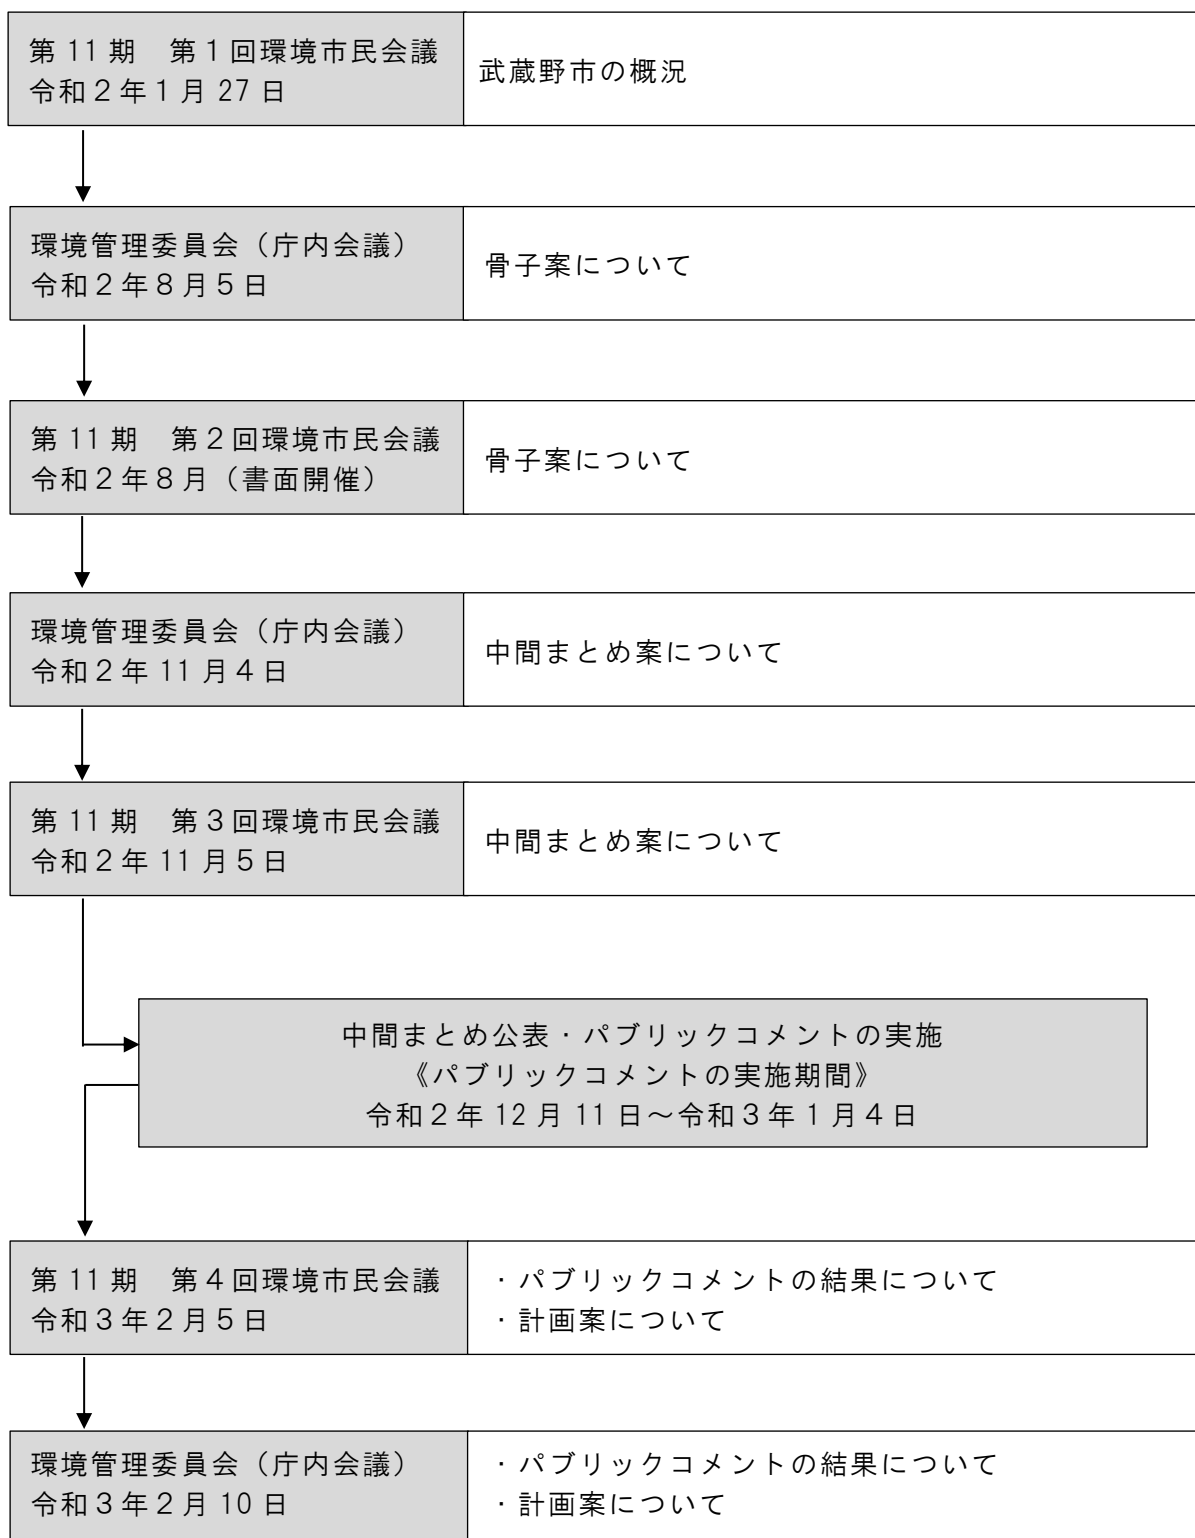 第 11 期　第１回環境市民会議
令和２年１月 27 日
武蔵野市の概況
環境管理委員会（庁内会議）
令和２年８月５日
骨子案について
第 11 期　第２回環境市民会議
令和２年８月（書面開催）
骨子案について
環境管理委員会（庁内会議）
令和２年 11 月４日
中間まとめ案について
第 11 期　第３回環境市民会議
令和２年 11 月５日
中間まとめ案について
中間まとめ公表・パブリックコメントの実施
《パブリックコメントの実施期間》
令和２年 12 月 11 日～令和３年１月４日
第 11 期　第４回環境市民会議
令和３年２月５日
・パブリックコメントの結果について
・計画案について
環境管理委員会（庁内会議）
令和３年２月 10 日
・パブリックコメントの結果について
・計画案について